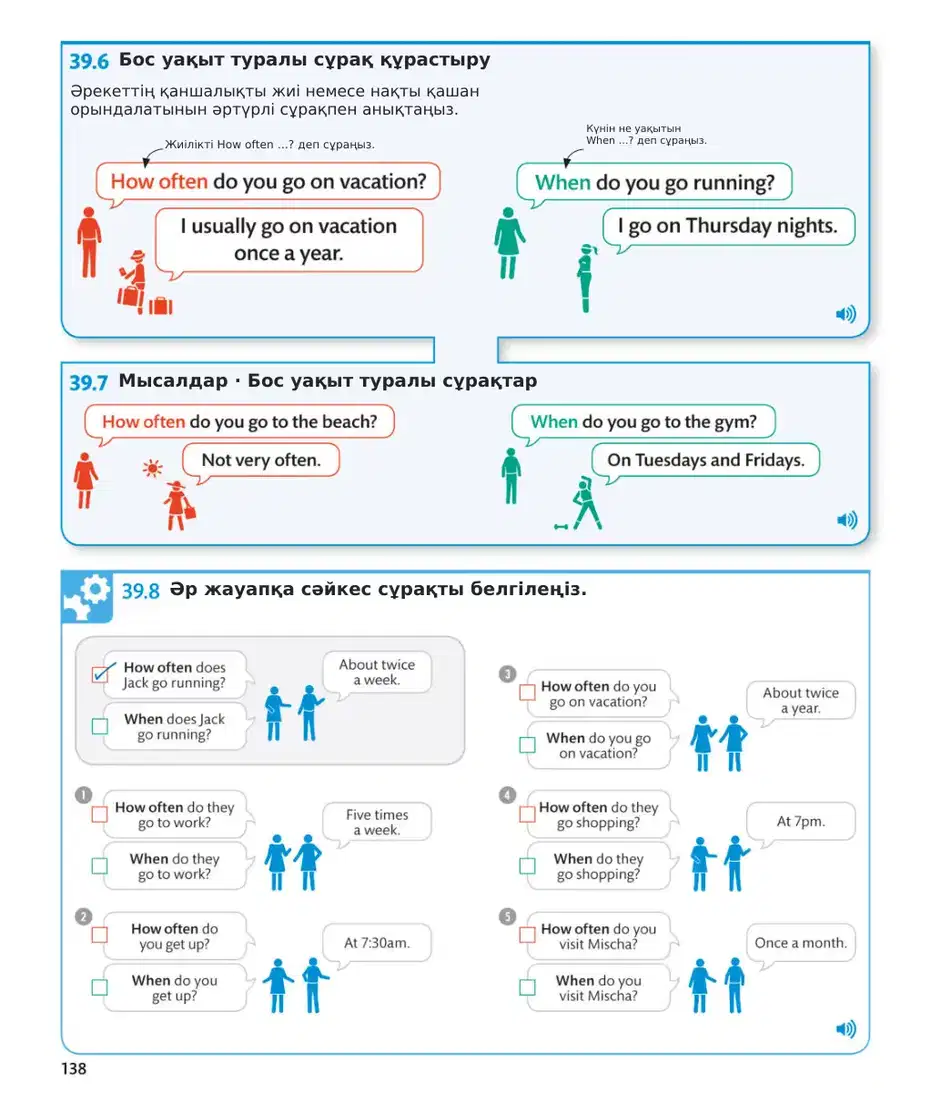 39.6 Бос уақыт туралы сұрақ құрастыру
Әрекеттің қаншалықты жиі немесе нақты қашан
орындалатынын әртүрлі сұрақпен анықтаңыз.
Жиілікті How often ...? деп сұраңыз.
How often do you go on vacation?
I usually go on vacation
once a year.
Күнін не уақытын
When ...? деп сұраңыз.
When do you go running?
I go on Thursday nights.
39.7 Мысалдар · Бос уақыт туралы сұрақтар
How often do you go to the beach?
Not very often.
When do you go to the gym?
On Tuesdays and Fridays.
39.8 Әр жауапқа сәйкес сұрақты белгілеңіз.
How often does
Jack go running?
When does Jack
go running?
About twice
a week.
1
How often do they
go to work?
When do they
go to work?
Five times
a week.
2
How often do
you get up?
When do you
get up?
At 7:30am.
3
How often do you
go on vacation?
When do you go
on vacation?
About twice
a year.
4
How often do they
go shopping?
When do they
go shopping?
At 7pm.
5
How often do you
visit Mischa?
When do you
visit Mischa?
Once a month.
138